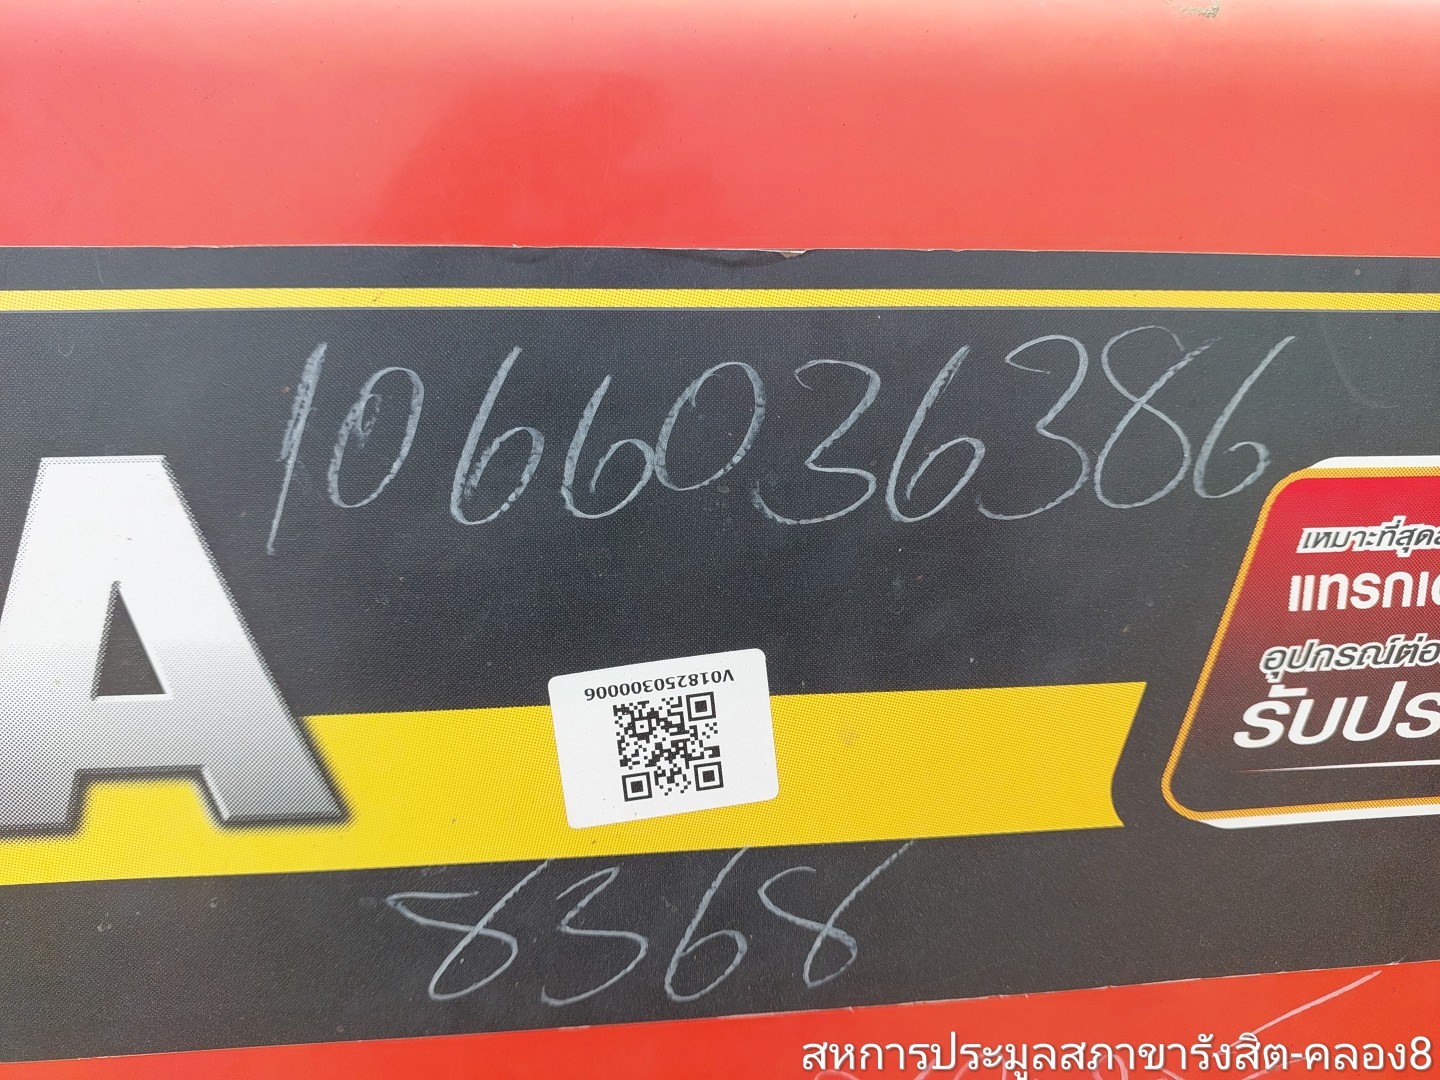 1066036386
A
เหมาะที่สุด
แทรกเ
อุปกรณ์ต่อ
รับปร
V0182503000006
8368
สหการประมูลสภาขารังสิต-คลอง8